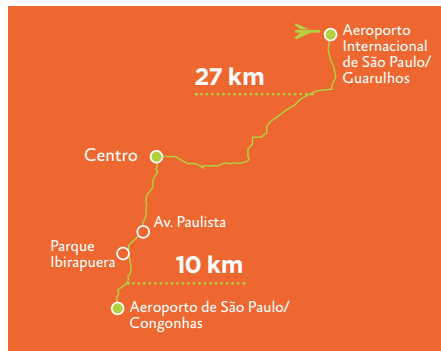 Aeroporto
Internacional
de São Paulo/
Guarulhos
27 km
Centro
Av. Paulista
Parque
Ibirapuera
10 km
Aeroporto de São Paulo/
Congonhas